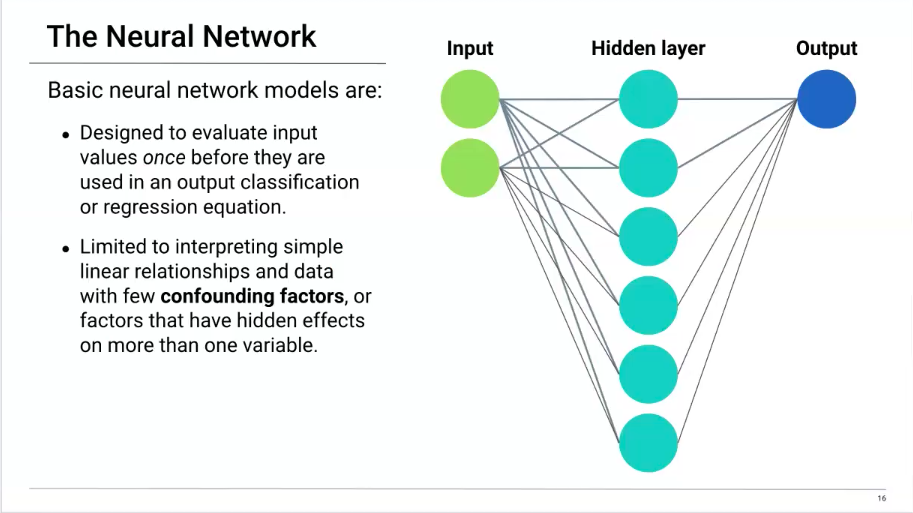 The Neural Network
Basic neural network models are:
• Designed to evaluate input
values once before they are
used in an output classification
or regression equation.
• Limited to interpreting simple
linear relationships and data
with few confounding factors, or
factors that have hidden effects
on more than one variable.
Input
Hidden layer
Output
16